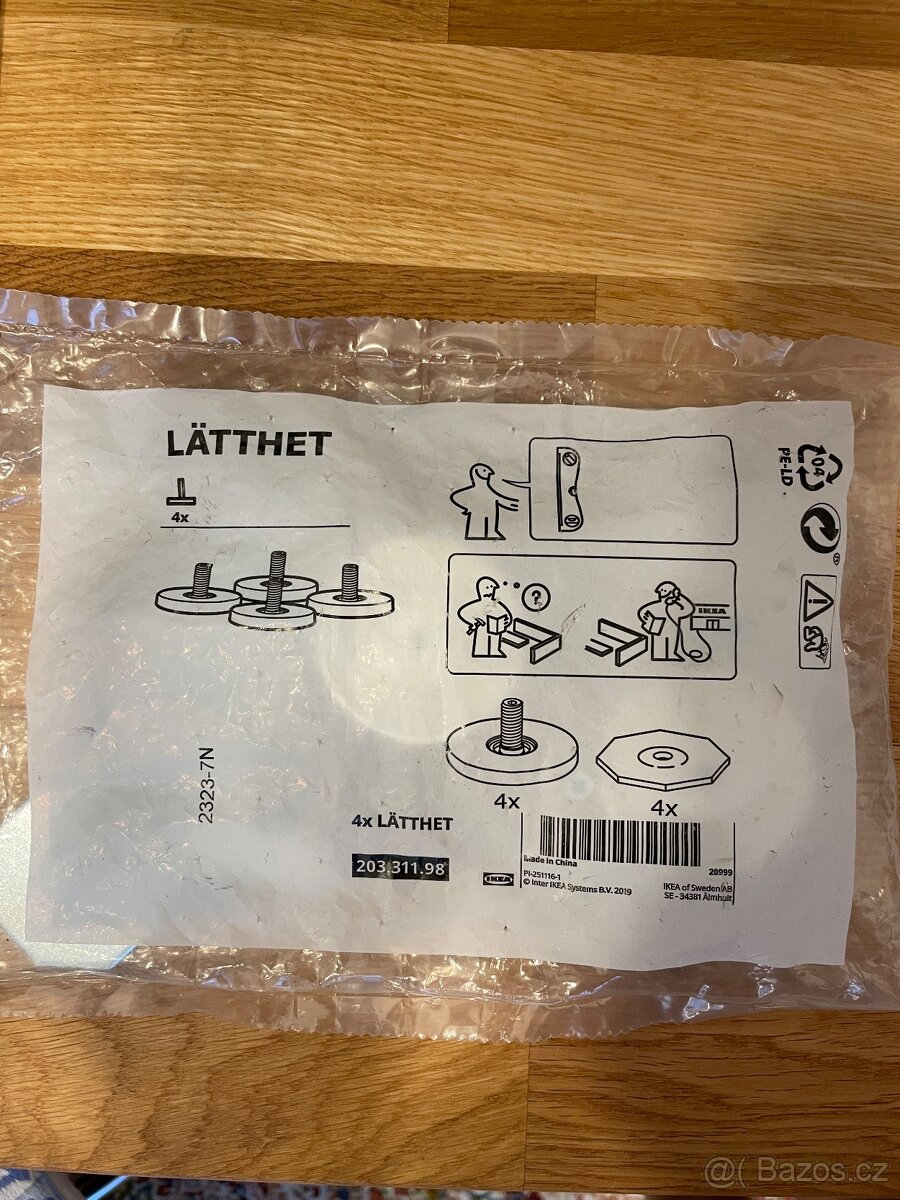 LÄTTHET
4x
04
PE-LD
?
IKEA
4x
4x
2323-7N
4x LÄTTHET
203.311.98
IKEA
Made in China
PI-251116-1
© Inter IKEA Systems B.V. 2019
20999
IKEA of Sweden AB
SE - 34381 Älmhult
@( Bazos.cz